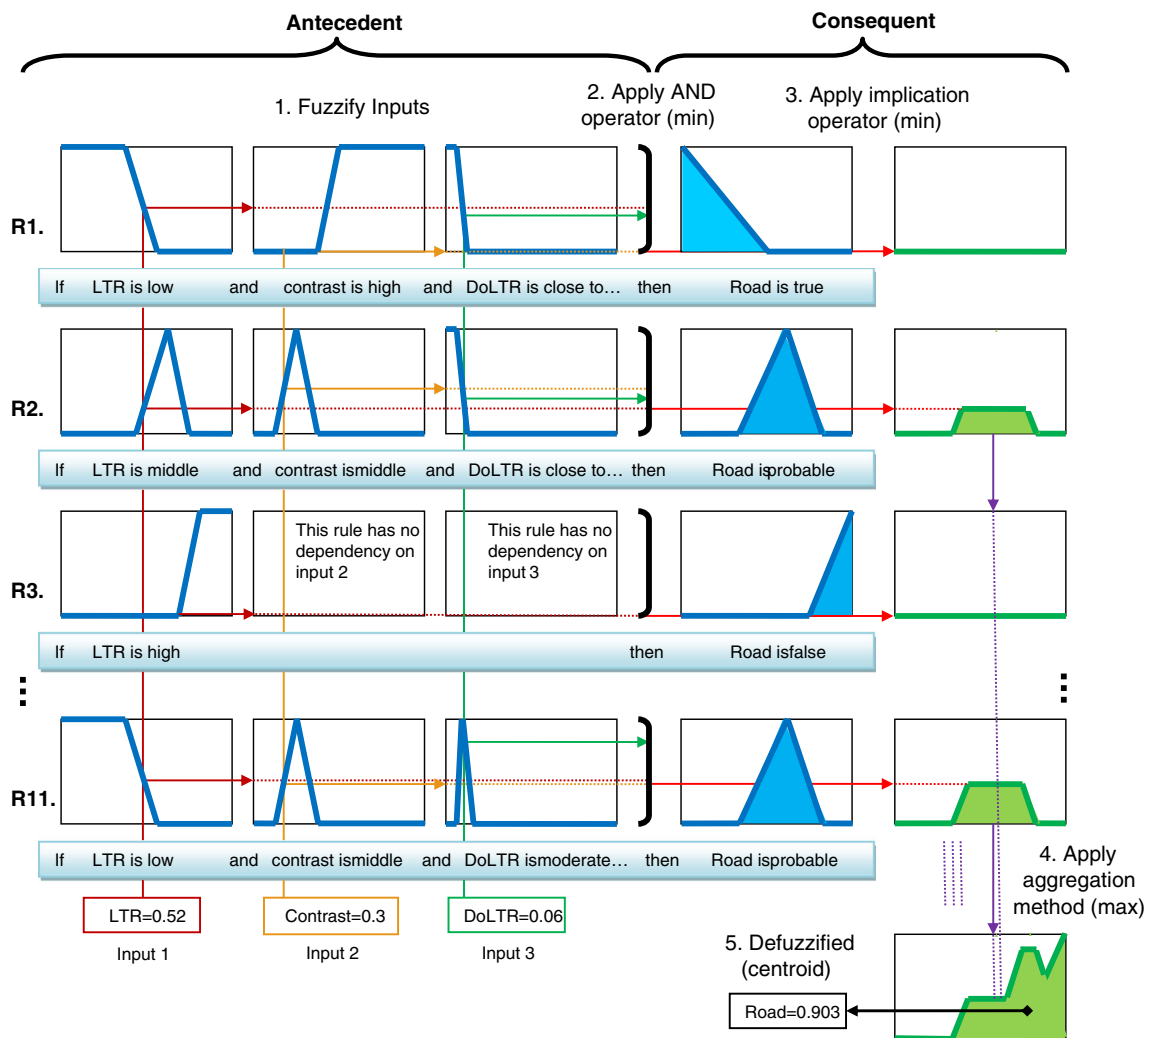 Antecedent
Consequent
1. Fuzzify Inputs
2. Apply AND
operator (min)
3. Apply implication
operator (min)
R1.
If LTR is low and contrast is high and DoLTR is close to… then Road is true
R2.
If LTR is middle and contrast ismiddle and DoLTR is close to… then Road isprobable
This rule has no
dependency on
input 2
This rule has no
dependency on
input 3
R3.
If LTR is high then Road isfalse
R11.
If LTR is low and contrast ismiddle and DoLTR ismoderate… then Road isprobable
4. Apply
aggregation
method (max)
LTR=0.52
Contrast=0.3
DoLTR=0.06
Input 1
Input 2
Input 3
5. Defuzzified
(centroid)
Road=0.903